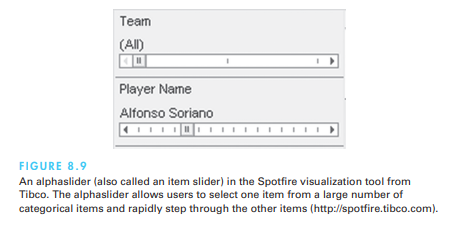 Team
(All)
Player Name
Alfonso Soriano
FIGURE 8.9
An alphaslider (also called an item slider) in the Spotfire visualization tool from
Tibco. The alphaslider allows users to select one item from a large number of
categorical items and rapidly step through the other items (http://spotfire.tibco.com).